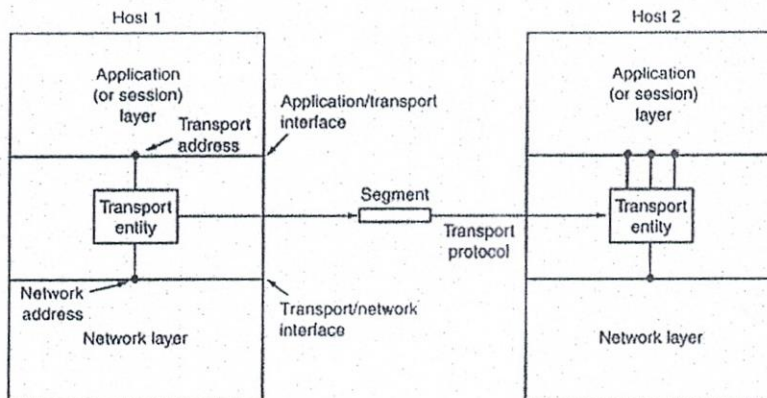 Host 1
Host 2
Application
(or session)
layer
Transport
address
Application/transport
interface
Application
(or session)
layer
Transport
entity
Segment
Transport
protocol
Transport
entity
Network
address
Network layer
Transport/network
interface
Network layer